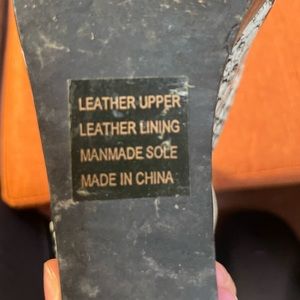 LEATHER UPPER
LEATHER LINING
MANMADE SOLE
MADE IN CHINA